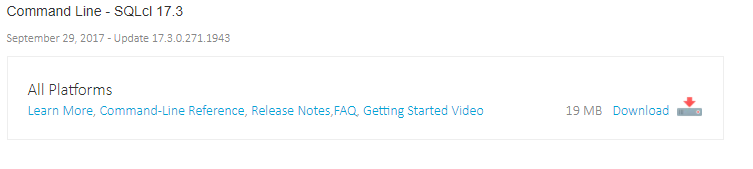 Command Line - SQLcl 17.3
September 29, 2017 - Update 17.3.0.271.1943
All Platforms
Learn More, Command-Line Reference, Release Notes,FAQ, Getting Started Video 19 MB Download